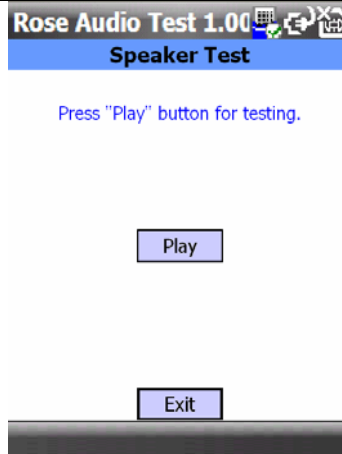 Rose Audio Test 1.00
Speaker Test
Press "Play" button for testing.
Play
Exit